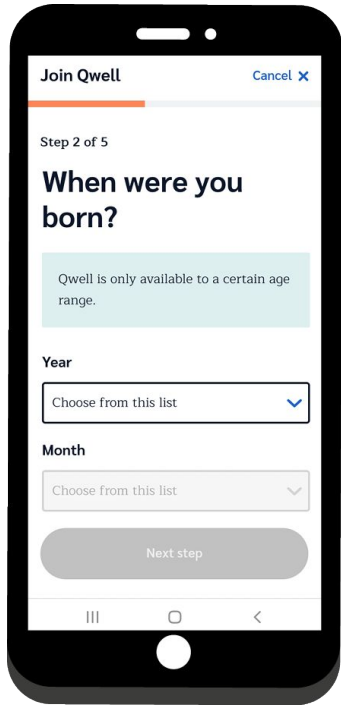 Join Qwell
Cancel
Step 2 of 5
When were you
born?
Qwell is only available to a certain age
range.
Year
Choose from this list
Month
Choose from this list
Next step